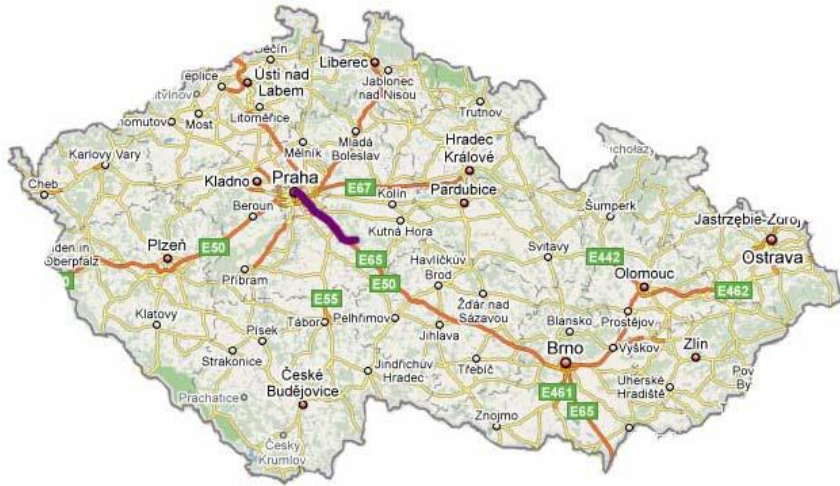 Děčín
Liberec
Teplice
Ústí nad
Labem
Jablonec
nad Nisou
Most
Litoměřice
Trutnov
Mladá
Boleslav
Mělník
Hradec
Králové
Karlovy Vary
Cheb
Kladno
Praha
E67
Kolín
Pardubice
Beroun
Kutná Hora
Šumperk
Jastrzębie-Zdrój
Ostrava
Oberpfalz
Plzeň
E50
E65
Havlíčkův
Brod
Svitavy
E442
Olomouc
E462
Příbram
E50
E55
Žďár nad
Sázavou
Prostějov
Klatovy
Písek
Tábor
Pelhřimov
Jihlava
Blansko
Brno
Vyškov
Zlín
Strakonice
Jindřichův
Hradec
Třebíč
České
Budějovice
Prachatice
E461
E65
Uherské
Hradiště
Znojmo
Český
Krumlov